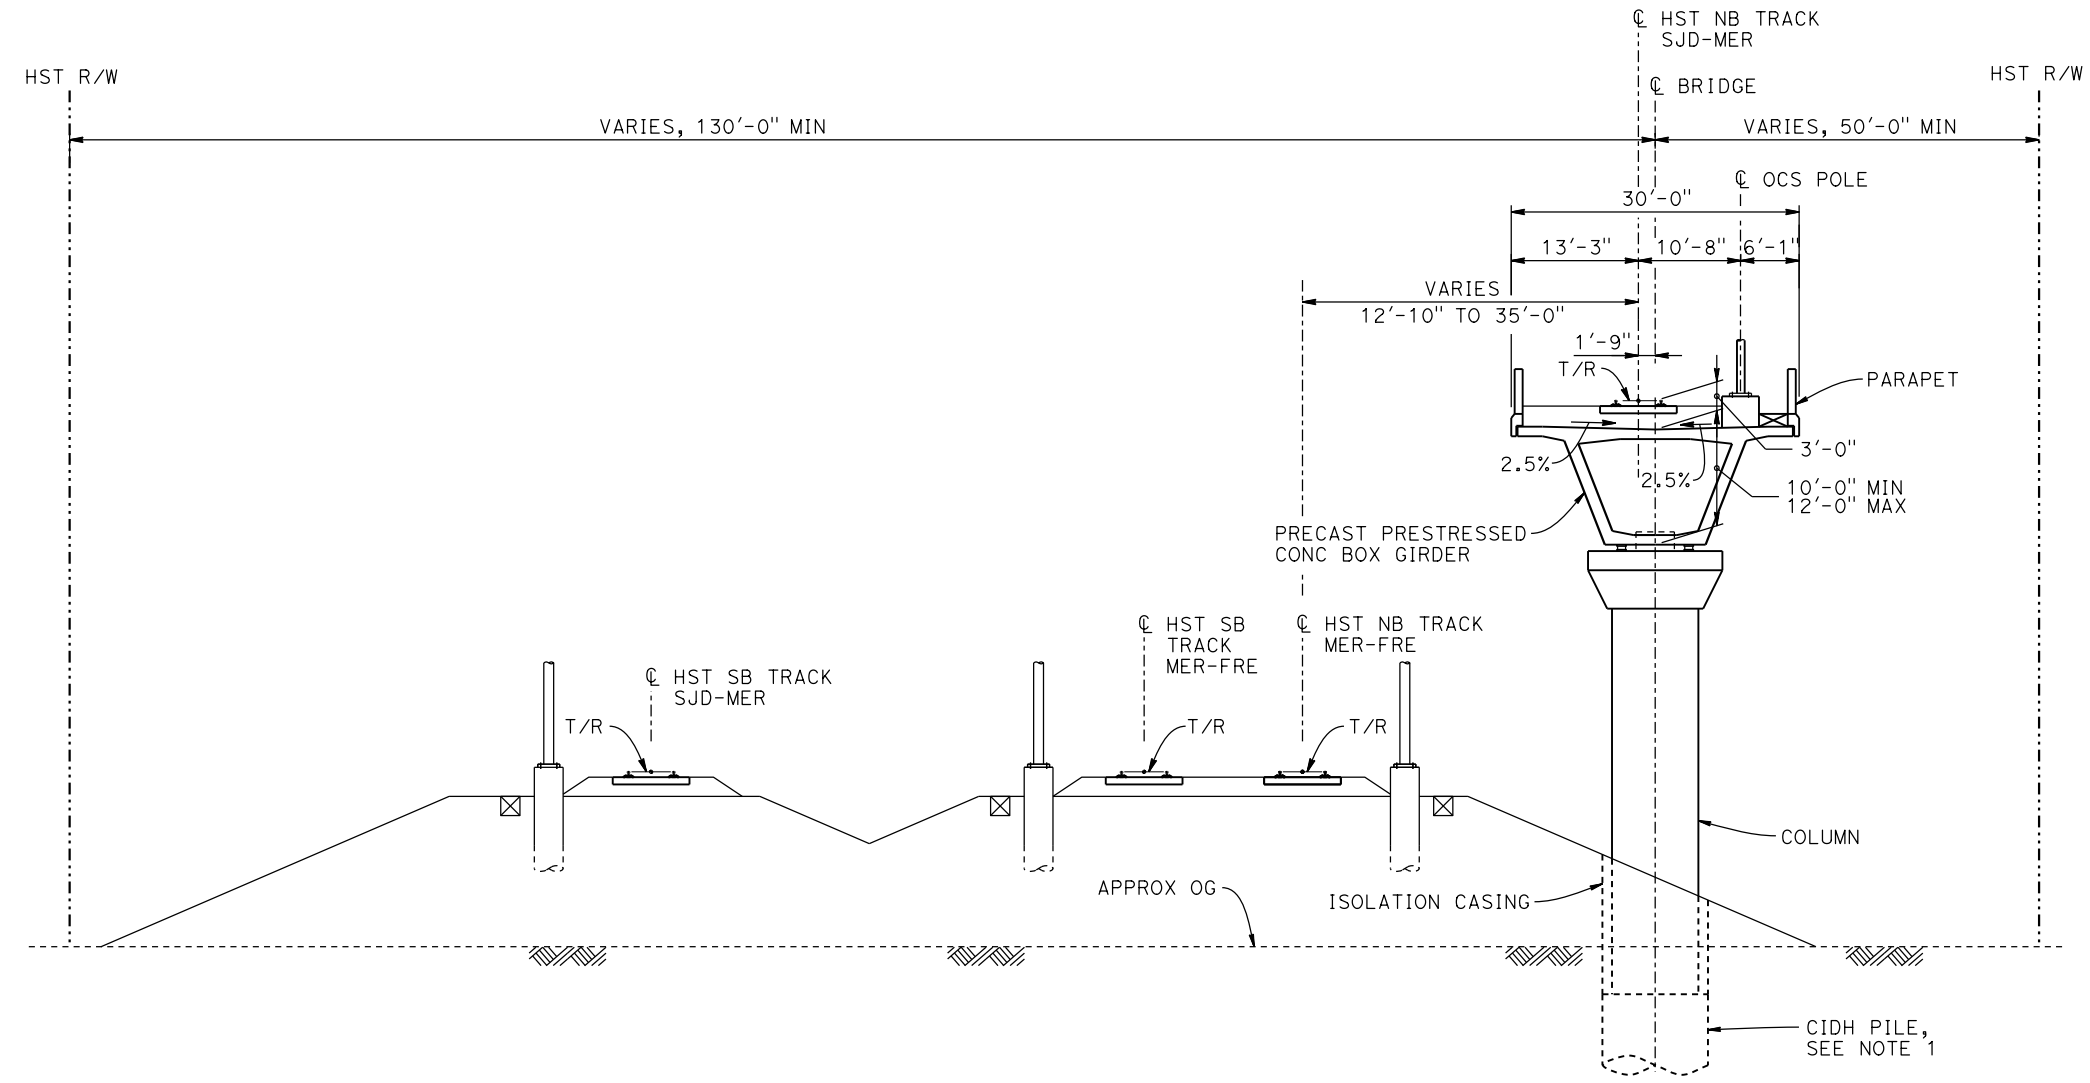 ℄ HST NB TRACK
SJD-MER
HST R/W
HST R/W
℄ BRIDGE
VARIES, 130'-0" MIN
VARIES, 50'-0" MIN
℄ OCS POLE
30'-0"
13'-3"
10'-8"
6'-1"
VARIES
12'-10" TO 35'-0"
1'-9"
T/R
PARAPET
3'-0"
2.5%
2.5%
10'-0" MIN
12'-0" MAX
PRECAST PRESTRESSED
CONC BOX GIRDER
℄ HST SB
TRACK
MER-FRE
℄ HST NB TRACK
MER-FRE
℄ HST SB TRACK
SJD-MER
T/R
T/R
T/R
COLUMN
APPROX OG
ISOLATION CASING
CIDH PILE,
SEE NOTE 1